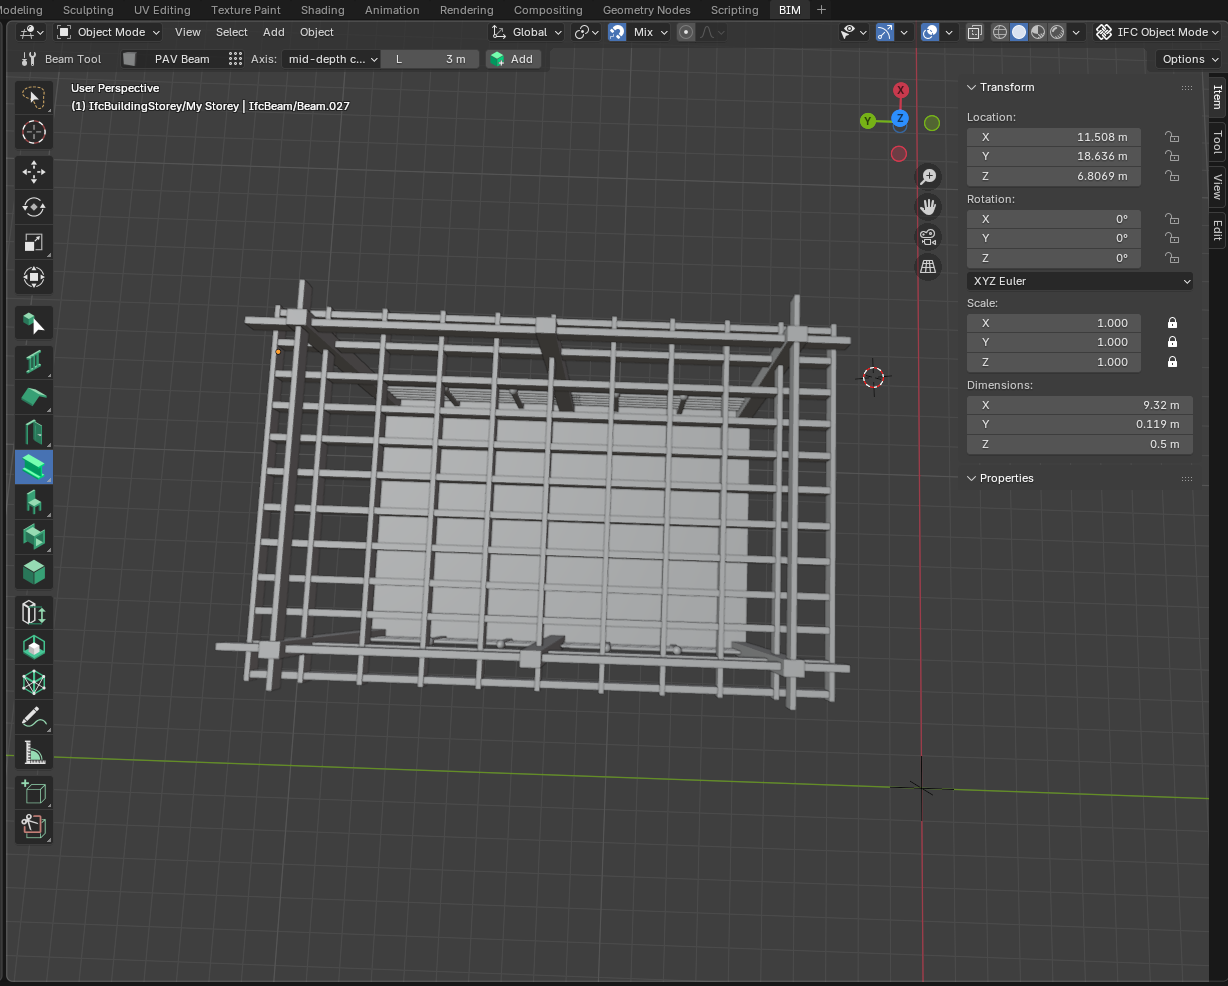 Modeling Sculpting UV Editing Texture Paint Shading Animation Rendering Compositing Geometry Nodes Scripting BIM +
Object Mode View Select Add Object Global Mix IFC Object Mode
Beam Tool PAV Beam Axis: mid-depth c... L 3 m Add Options
User Perspective
(1) IfcBuildingStorey/My Storey | IfcBeam/Beam.027
X
Y
Z
Transform
Location:
X 11.508 m
Y 18.636 m
Z 6.8069 m
Rotation:
X 0°
Y 0°
Z 0°
XYZ Euler
Scale:
X 1.000
Y 1.000
Z 1.000
Dimensions:
X 9.32 m
Y 0.119 m
Z 0.5 m
Properties
Item
Tool
View
Edit